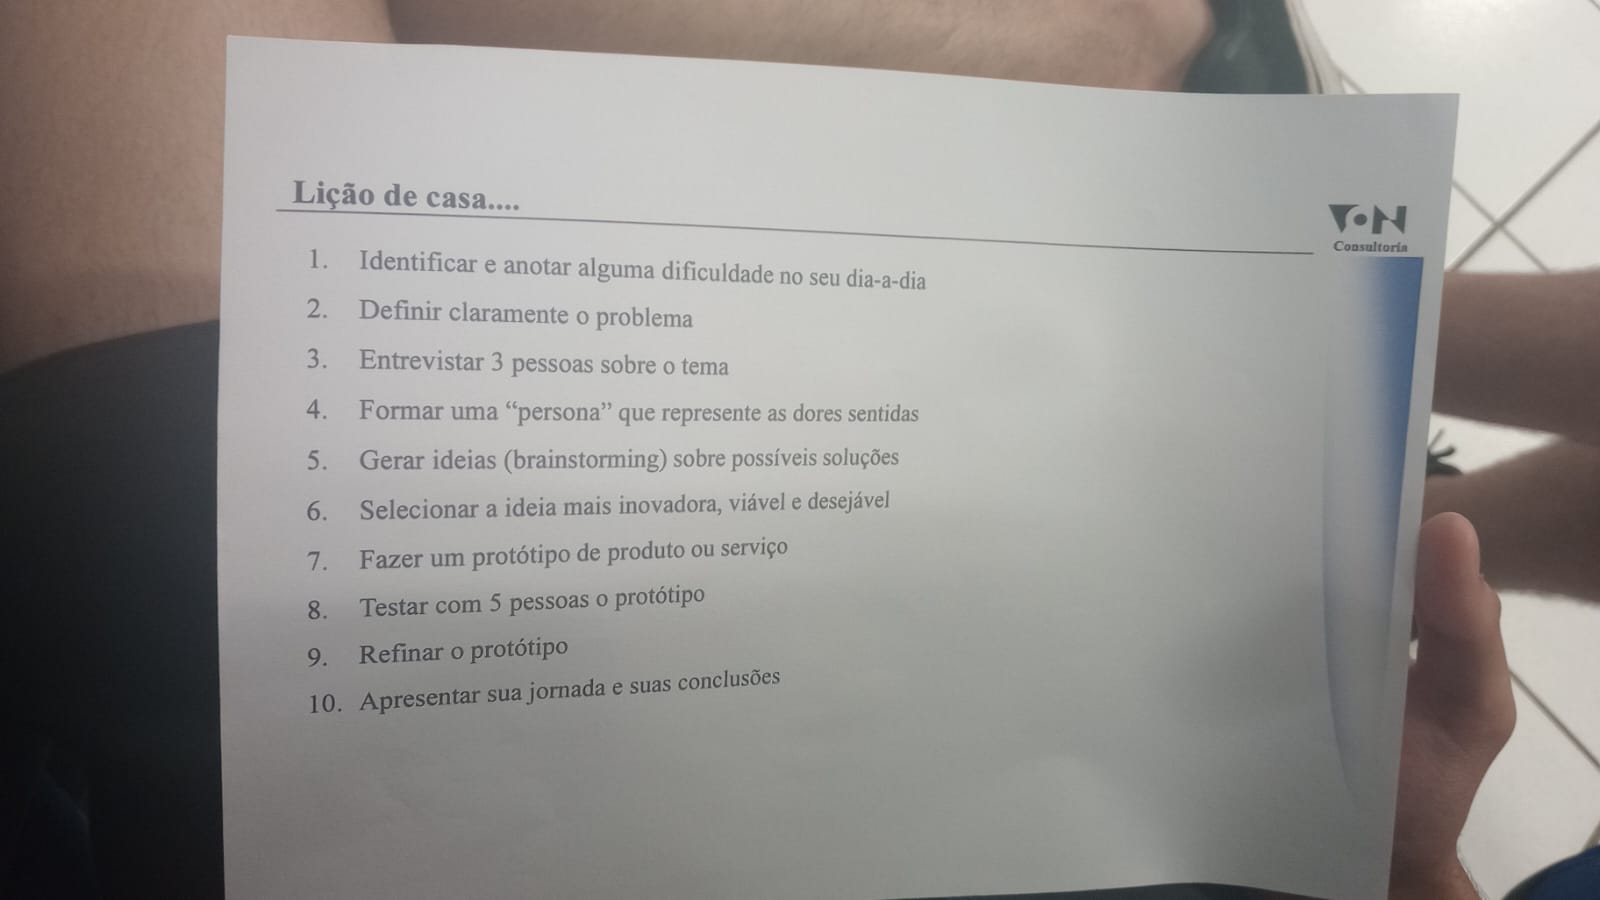 Lição de casa....
VON
Consultoria
1. Identificar e anotar alguma dificuldade no seu dia-a-dia
2. Definir claramente o problema
3. Entrevistar 3 pessoas sobre o tema
4. Formar uma “persona” que represente as dores sentidas
5. Gerar ideias (brainstorming) sobre possíveis soluções
6. Selecionar a ideia mais inovadora, viável e desejável
7. Fazer um protótipo de produto ou serviço
8. Testar com 5 pessoas o protótipo
9. Refinar o protótipo
10. Apresentar sua jornada e suas conclusões